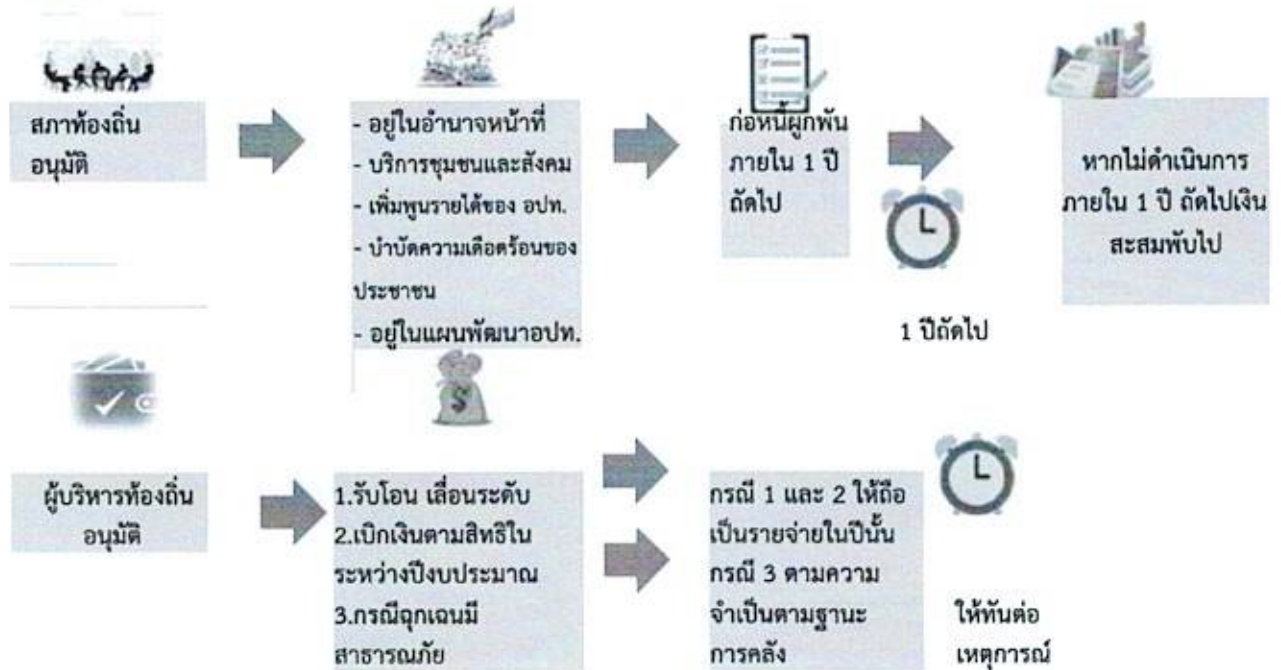 สภาท้องถิ่น
อนุมัติ
- อยู่ในอำนาจหน้าที่
- บริการชุมชนและสังคม
- เพิ่มพูนรายได้ของ อปท.
- บำบัดความเดือดร้อนของ
ประชาชน
- อยู่ในแผนพัฒนาอปท.
ก่อหนี้ผูกพัน
ภายใน 1 ปี
ถัดไป
1 ปีถัดไป
หากไม่ดำเนินการ
ภายใน 1 ปี ถัดไปเงิน
สะสมพับไป
ผู้บริหารท้องถิ่น
อนุมัติ
$
1.รับโอน เลื่อนระดับ
2.เบิกเงินตามสิทธิใน
ระหว่างปีงบประมาณ
3.กรณีฉุกเฉนมี
สาธารณภัย
กรณี 1 และ 2 ให้ถือ
เป็นรายจ่ายในปีนั้น
กรณี 3 ตามความ
จำเป็นตามฐานะ
การคลัง
ให้ทันต่อ
เหตุการณ์